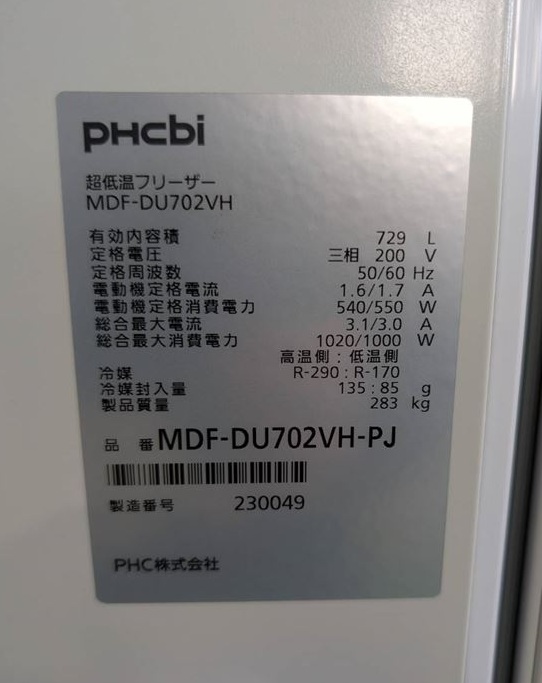 PHcbi
超低温フリーザー
MDF-DU702VH
有効内容積 729 L
定格電圧 三相 200 V
定格周波数 50/60 Hz
電動機定格電流 1.6/1.7 A
電動機定格消費電力 540/550 W
総合最大電流 3.1/3.0 A
総合最大消費電力 1020/1000 W
高温側 : 低温側
冷媒 R-290 : R-170
冷媒封入量 135 : 85 g
製品質量 283 kg
品番 MDF-DU702VH-PJ
製造番号 230049
PHC株式会社